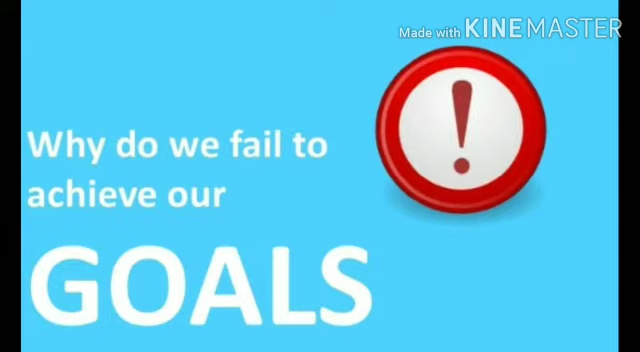 Made with KINEMASTER
Why do we fail to
achieve our
GOALS
!